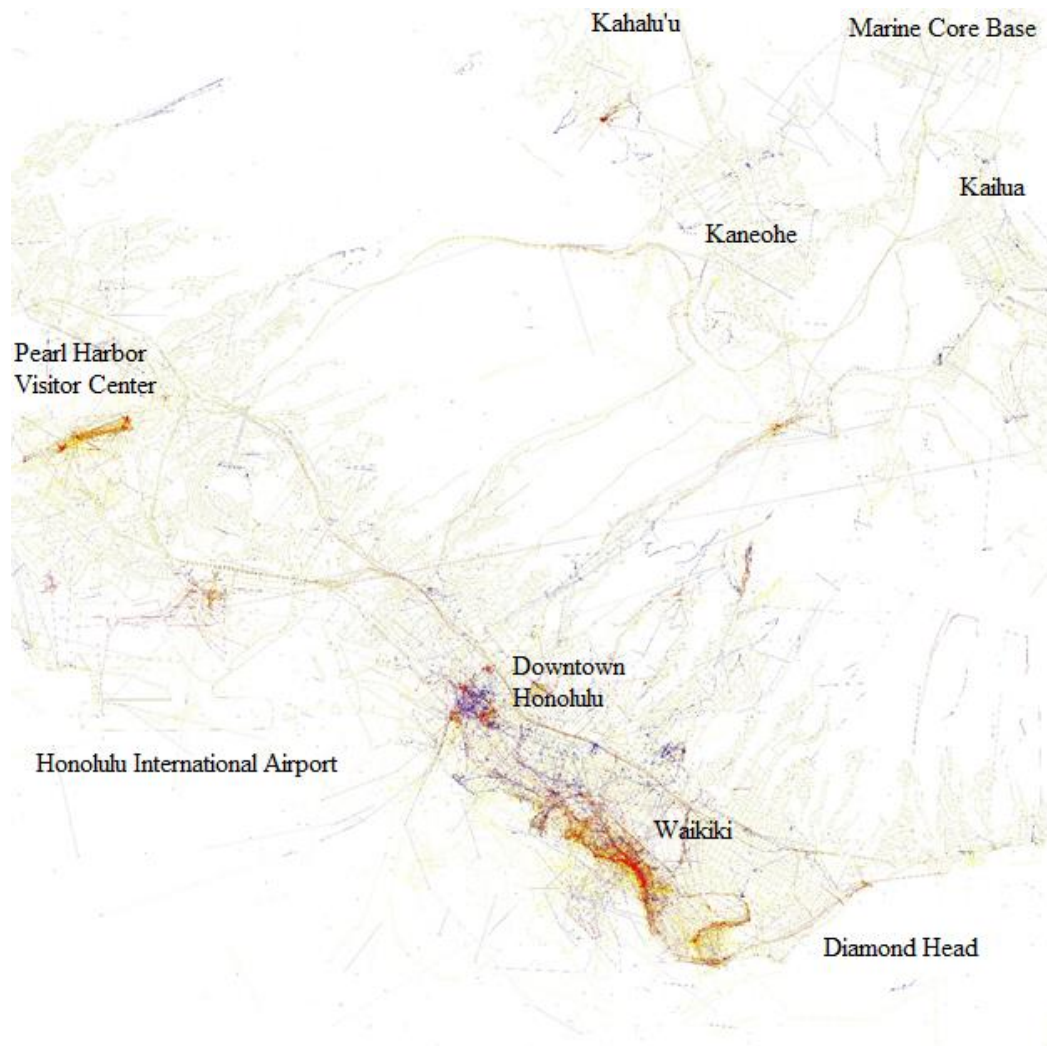 Kahalu'u
Marine Core Base
Kailua
Kaneohe
Pearl Harbor
Visitor Center
Downtown
Honolulu
Honolulu International Airport
Waikiki
Diamond Head